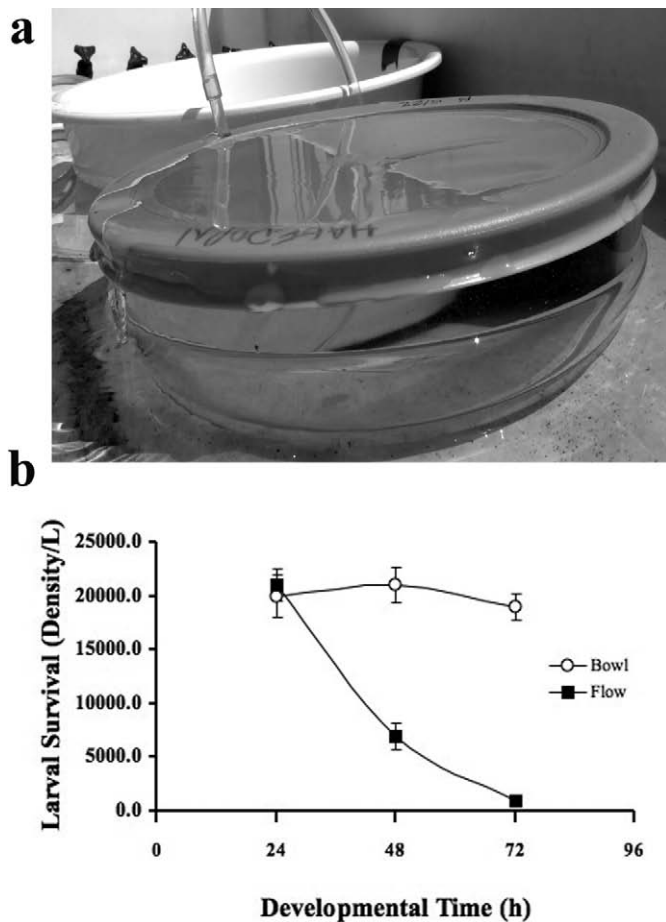 a
HAGEDORN
b
25000.0
20000.0
15000.0
10000.0
5000.0
0.0
Larval Survival (Density/L)
Bowl
Flow
0 24 48 72 96
Developmental Time (h)